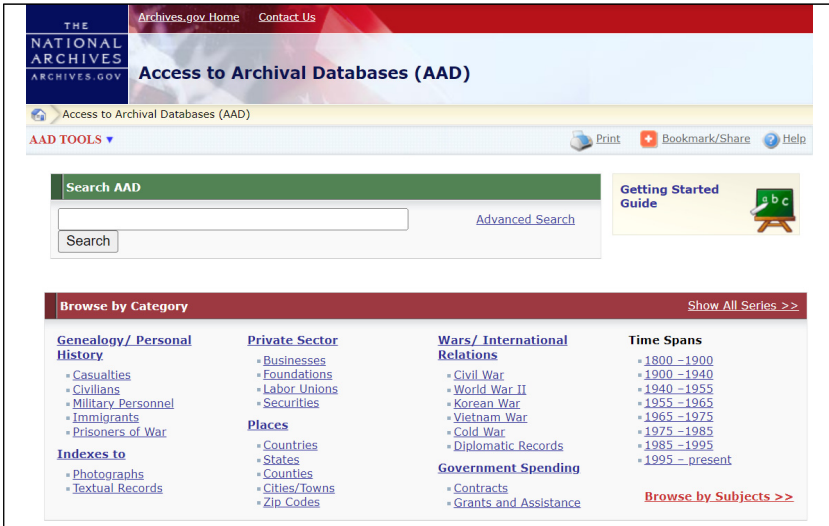 THE
NATIONAL
ARCHIVES
ARCHIVES.GOV
Archives.gov Home Contact Us
Access to Archival Databases (AAD)
Access to Archival Databases (AAD)
AAD TOOLS ▼
Print Bookmark/Share Help
Search AAD
Advanced Search
Search
Getting Started
Guide
a b c
Browse by Category
Show All Series >>
Genealogy/ Personal
History
Casualties
Civilians
Military Personnel
Immigrants
Prisoners of War
Indexes to
Photographs
Textual Records
Private Sector
Businesses
Foundations
Labor Unions
Securities
Places
Countries
States
Counties
Cities/Towns
Zip Codes
Wars/ International
Relations
Civil War
World War II
Korean War
Vietnam War
Cold War
Diplomatic Records
Government Spending
Contracts
Grants and Assistance
Time Spans
1800 –1900
1900 –1940
1940 –1955
1955 –1965
1965 –1975
1975 –1985
1985 –1995
1995 – present
Browse by Subjects >>